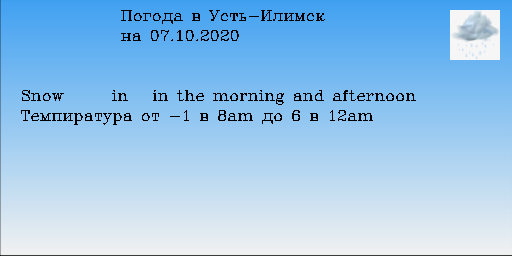 Погода в Усть-Илимск
на 07.10.2020
Snow in in the morning and afternoon
Темпиратура от -1 в 8am до 6 в 12am